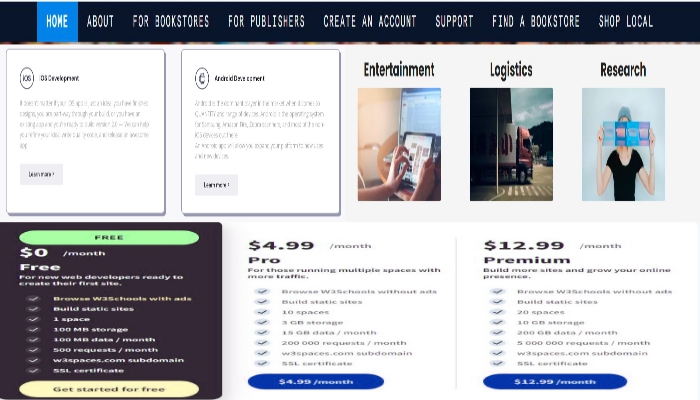 HOME ABOUT FOR BOOKSTORES FOR PUBLISHERS CREATE AN ACCOUNT SUPPORT FIND A BOOKSTORE SHOP LOCAL
iOS iOS Development
Learn more
Android Development
Learn more
Entertainment Logistics Research
FREE
$0 /month
Free
For new web developers ready to
create their first site.
Browse W3Schools with ads
Build static sites
1 space
100 MB storage
100 MB data / month
500 requests / month
w3spaces.com subdomain
SSL certificate
Get started for free
$4.99 /month
Pro
For those running multiple spaces with
more traffic.
Browse W3Schools without ads
Build static sites
10 spaces
3 GB storage
15 GB data / month
200 000 requests / month
w3spaces.com subdomain
SSL certificate
$4.99 /month
$12.99 /month
Premium
Build more sites and grow your online
presence.
Browse W3Schools without ads
Build static sites
20 spaces
10 GB storage
200 GB data / month
5 000 000 requests / month
w3spaces.com subdomain
SSL certificate
$12.99 /month